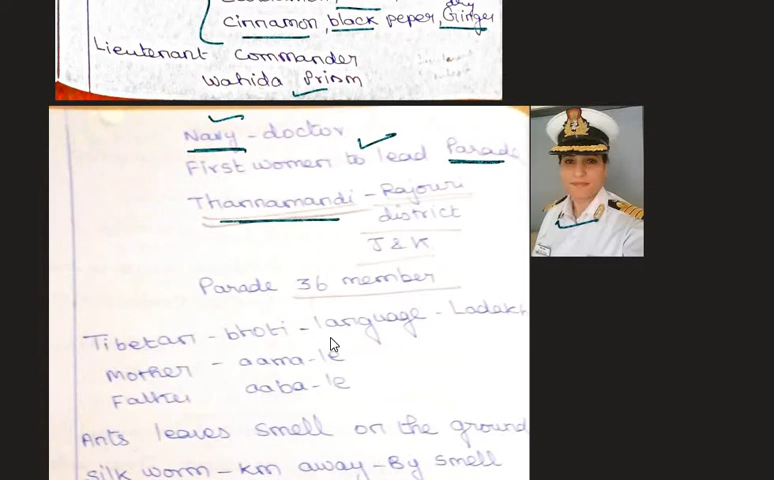 cinnamon, black peper, Ginger
Lieutenant Commander
Wahida Prism
Navy - doctor
First women to lead Parade
Thannamandi - Rajouri
district
J & K
Parade 36 member
Tibetan - bhoti - language - Ladakh
Mother - aama-le
Father aaba-le
Ants leaves smell on the ground
silk worm - km away - By smell